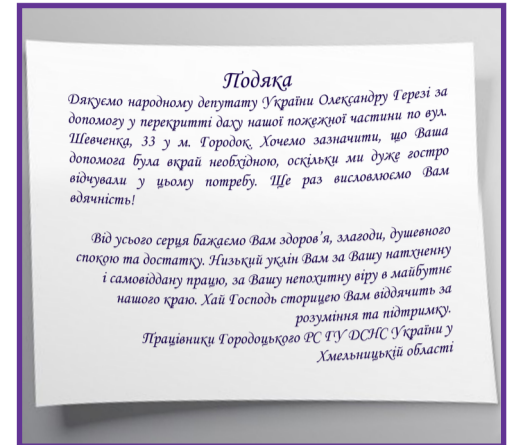 Подяка
Дякуємо народному депутату України Олександру Герезі за
допомогу у перекритті даху нашої пожежної частини по вул.
Шевченка, 33 у м. Городок. Хочемо зазначити, що Ваша
допомога була вкрай необхідною, оскільки ми дуже гостро
відчували у цьому потребу. Ще раз висловлюємо Вам
вдячність!
Від усього серця бажаємо Вам здоров'я, злагоди, душевного
спокою та достатку. Низький уклін Вам за Вашу натхненну
і самовіддану працю, за Вашу непохитну віру в майбутнє
нашого краю. Хай Господь сторицею Вам віддячить за
розуміння та підтримку.
Працівники Городоцького РС ГУ ДСНС України у
Хмельницькій області